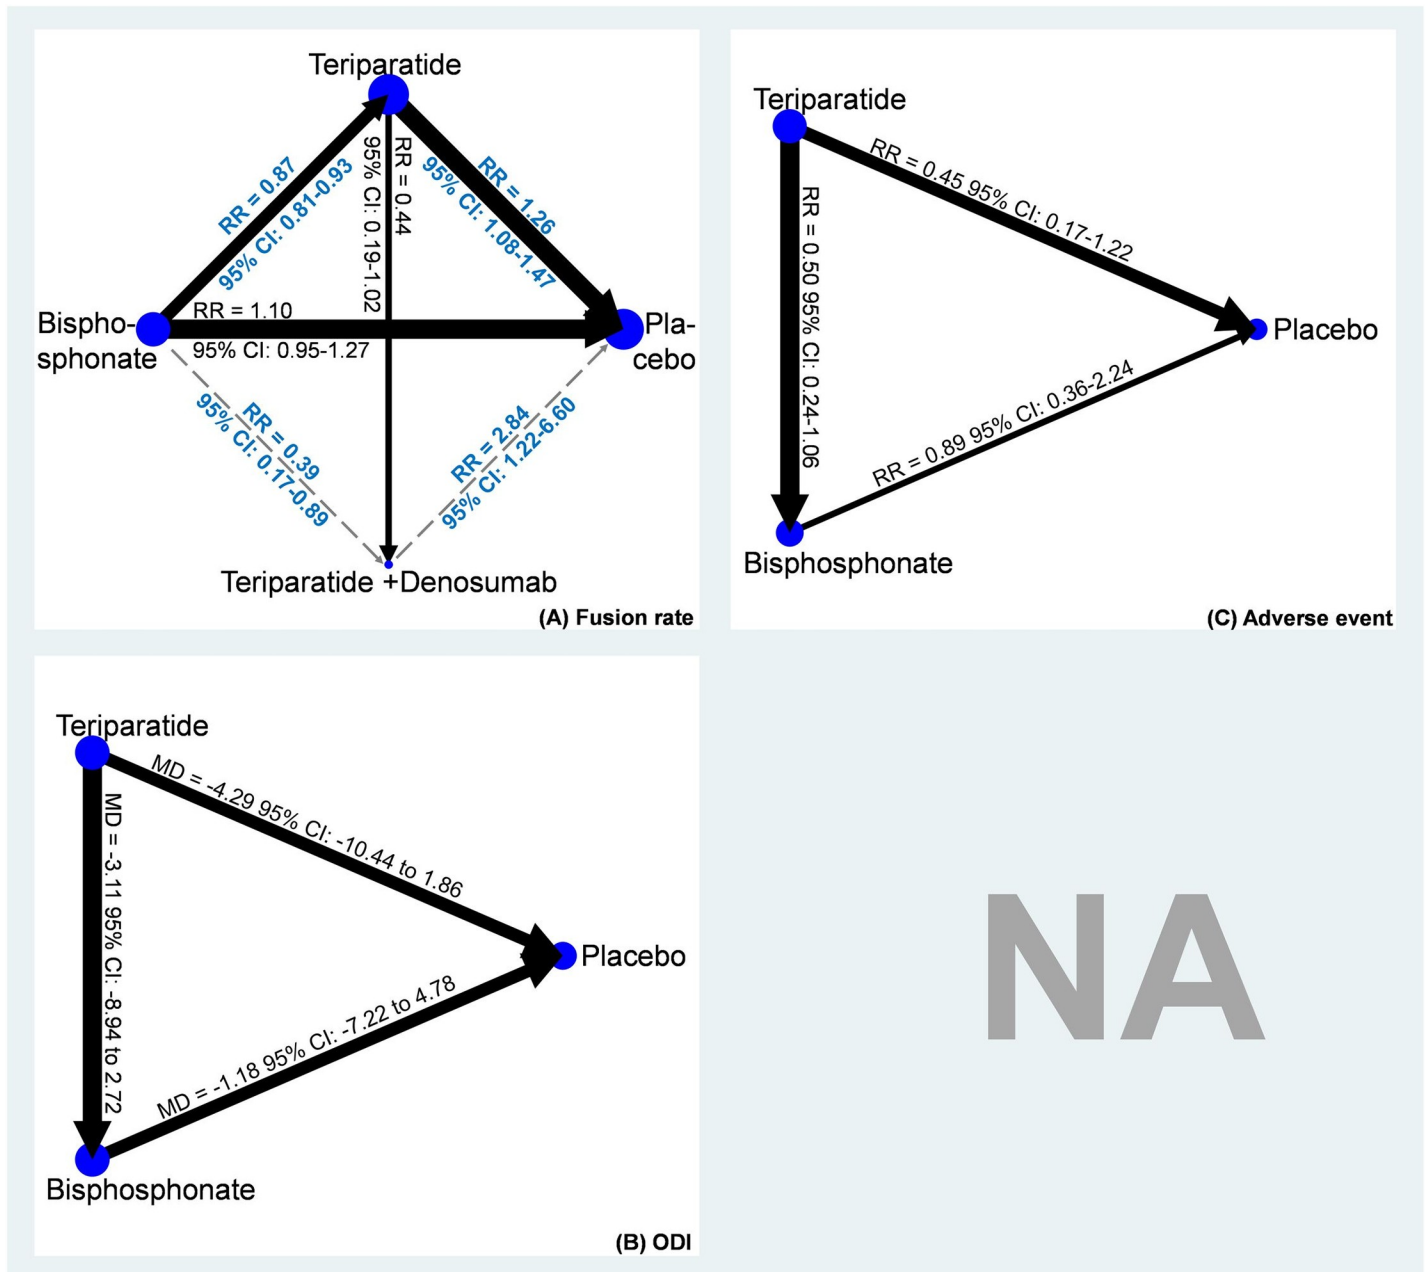 Teriparatide
RR = 0.87
95% CI: 0.81-0.93
RR = 0.44
95% CI: 0.19-1.02
RR = 1.26
95% CI: 1.08-1.47
Bispho-
sphonate
RR = 1.10
95% CI: 0.95-1.27
Pla-
cebo
RR = 0.39
95% CI: 0.17-0.89
RR = 2.84
95% CI: 1.22-6.60
Teriparatide +Denosumab
(A) Fusion rate
Teriparatide
RR = 0.45 95% CI: 0.17-1.22
RR = 0.50 95% CI: 0.24-1.06
Placebo
RR = 0.89 95% CI: 0.36-2.24
Bisphosphonate
(C) Adverse event
Teriparatide
MD = -4.29 95% CI: -10.44 to 1.86
MD = -3.11 95% CI: -8.94 to 2.72
Placebo
MD = -1.18 95% CI: -7.22 to 4.78
Bisphosphonate
(B) ODI
NA